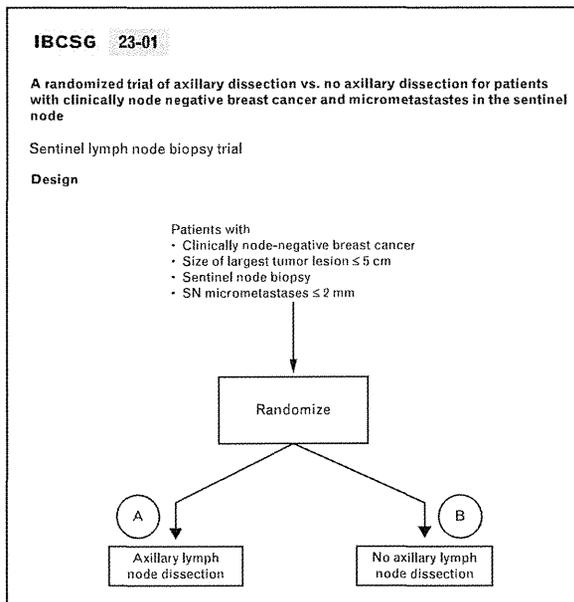 IBCSG 23-01
A randomized trial of axillary dissection vs. no axillary dissection for patients
with clinically node negative breast cancer and micrometastastes in the sentinel
node
Sentinel lymph node biopsy trial
Design
Patients with
· Clinically node-negative breast cancer
· Size of largest tumor lesion ≤ 5 cm
· Sentinel node biopsy
· SN micrometastases ≤ 2 mm
Randomize
A
B
Axillary lymph
node dissection
No axillary lymph
node dissection